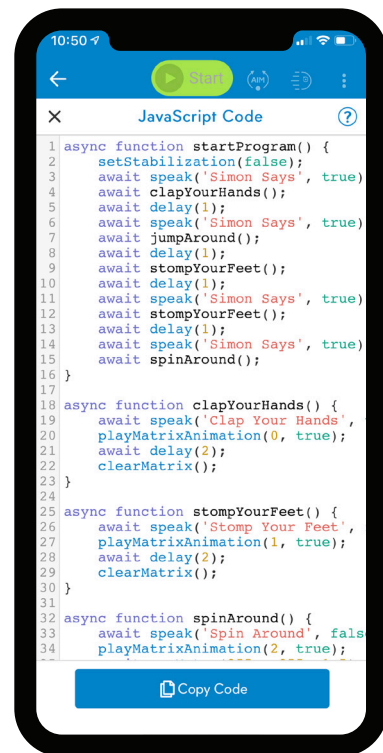 10:50
Start
AIM
JavaScript Code
?
1 async function startProgram() {
2 setStabilization(false);
3 await speak('Simon Says', true)
4 await clapYourHands();
5 await delay(1);
6 await speak('Simon Says', true)
7 await jumpAround();
8 await delay(1);
9 await stompYourFeet();
10 await delay(1);
11 await speak('Simon Says', true)
12 await stompYourFeet();
13 await delay(1);
14 await speak('Simon Says', true)
15 await spinAround();
16 }
17
18 async function clapYourHands() {
19 await speak('Clap Your Hands',
20 playMatrixAnimation(0, true);
21 await delay(2);
22 clearMatrix();
23 }
24
25 async function stompYourFeet() {
26 await speak('Stomp Your Feet',
27 playMatrixAnimation(1, true);
28 await delay(2);
29 clearMatrix();
30 }
31
32 async function spinAround() {
33 await speak('Spin Around', fals
34 playMatrixAnimation(2, true);
Copy Code